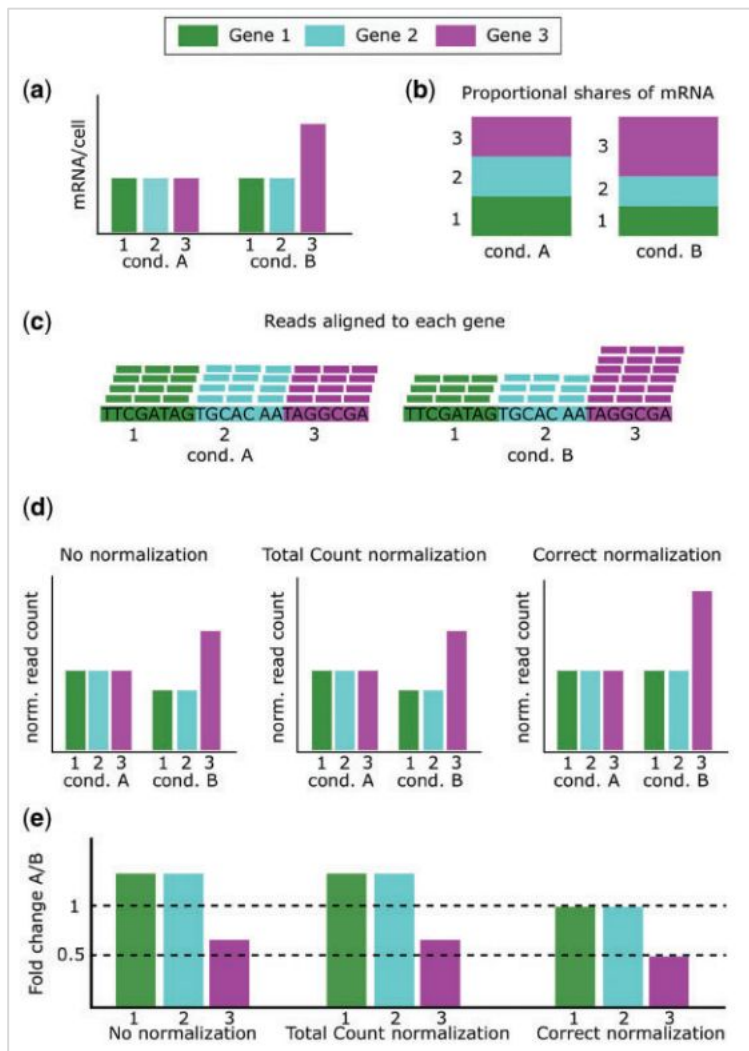 Gene 1 Gene 2 Gene 3
(a)
mRNA/cell
1 2 3 1 2 3
cond. A cond. B
(b) Proportional shares of mRNA
3 3
2 2
1 1
cond. A cond. B
(c)
Reads aligned to each gene
TTCGATAGTGCACAATAGGCGA TTCGATAGTGCACAATAGGCGA
1 2 3 1 2 3
cond. A cond. B
(d)
No normalization Total Count normalization Correct normalization
norm. read count norm. read count norm. read count
1 2 3 1 2 3 1 2 3 1 2 3 1 2 3 1 2 3
cond. A cond. B cond. A cond. B cond. A cond. B
(e)
Fold change A/B
1
0.5
1 2 3 1 2 3 1 2 3
No normalization Total Count normalization Correct normalization